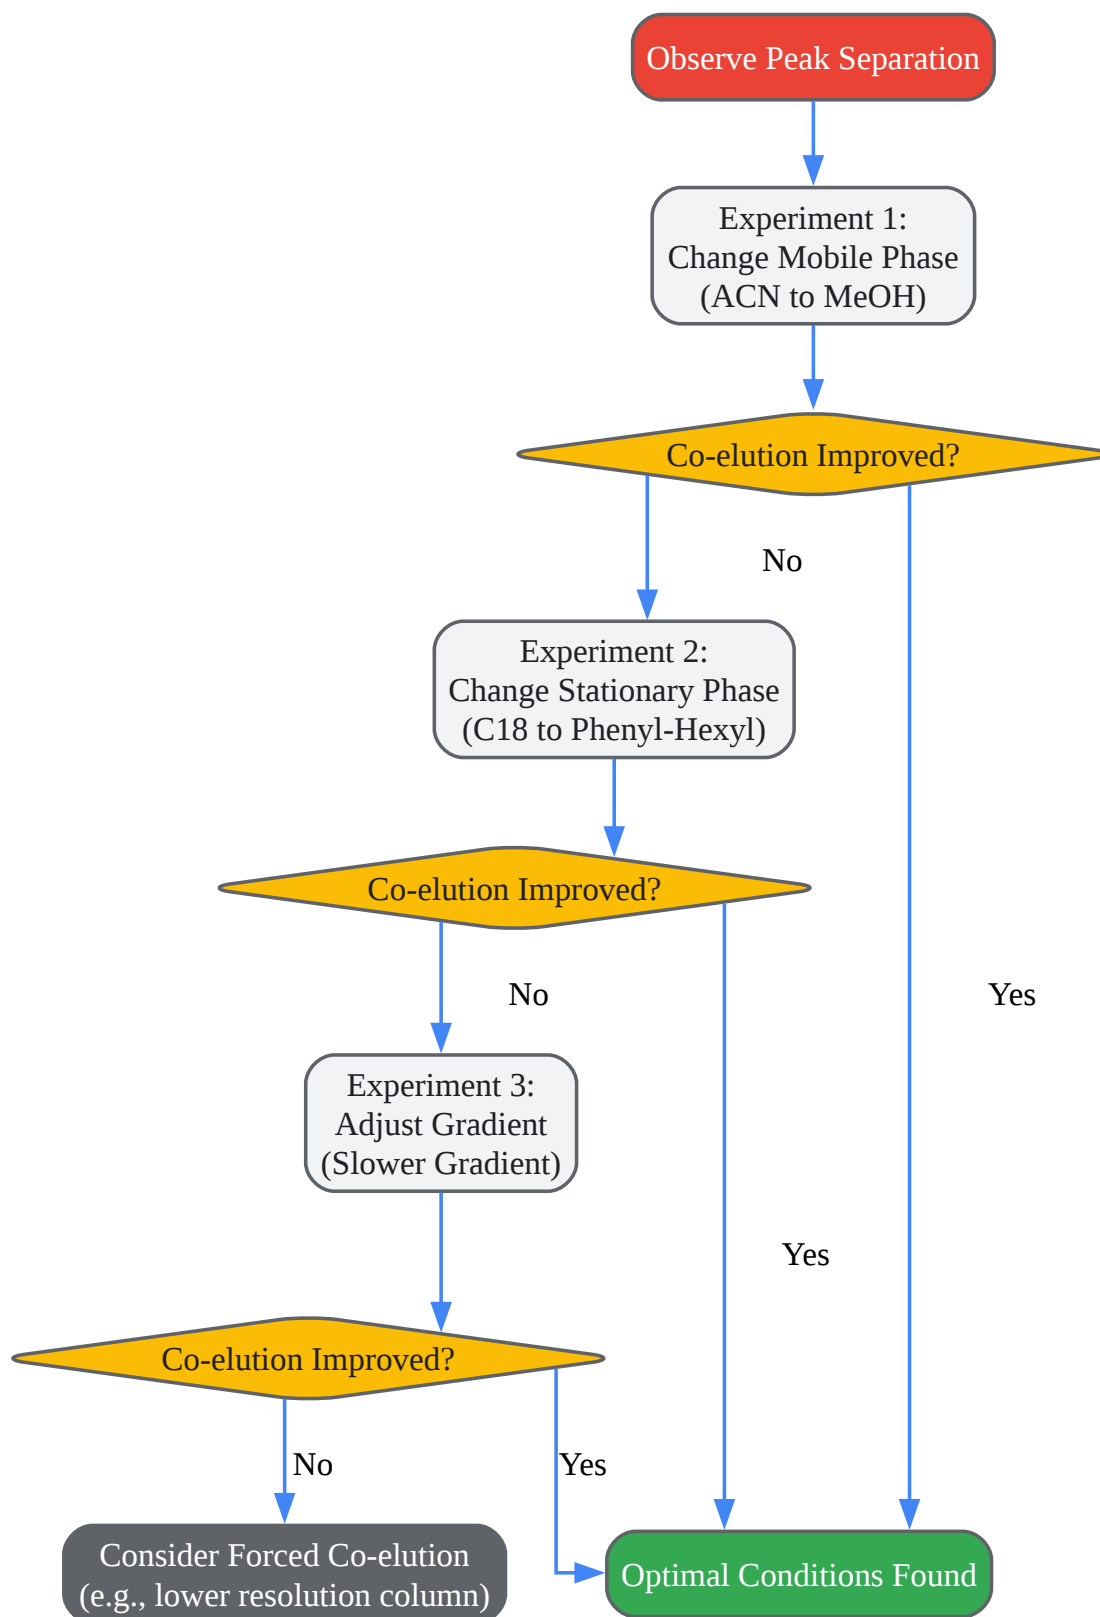 Observe Peak Separation
Experiment 1:
Change Mobile Phase
(ACN to MeOH)
Co-elution Improved?
No
Experiment 2:
Change Stationary Phase
(C18 to Phenyl-Hexyl)
Co-elution Improved?
No
Yes
Experiment 3:
Adjust Gradient
(Slower Gradient)
Yes
Co-elution Improved?
No
Yes
Consider Forced Co-elution
(e.g., lower resolution column)
Optimal Conditions Found